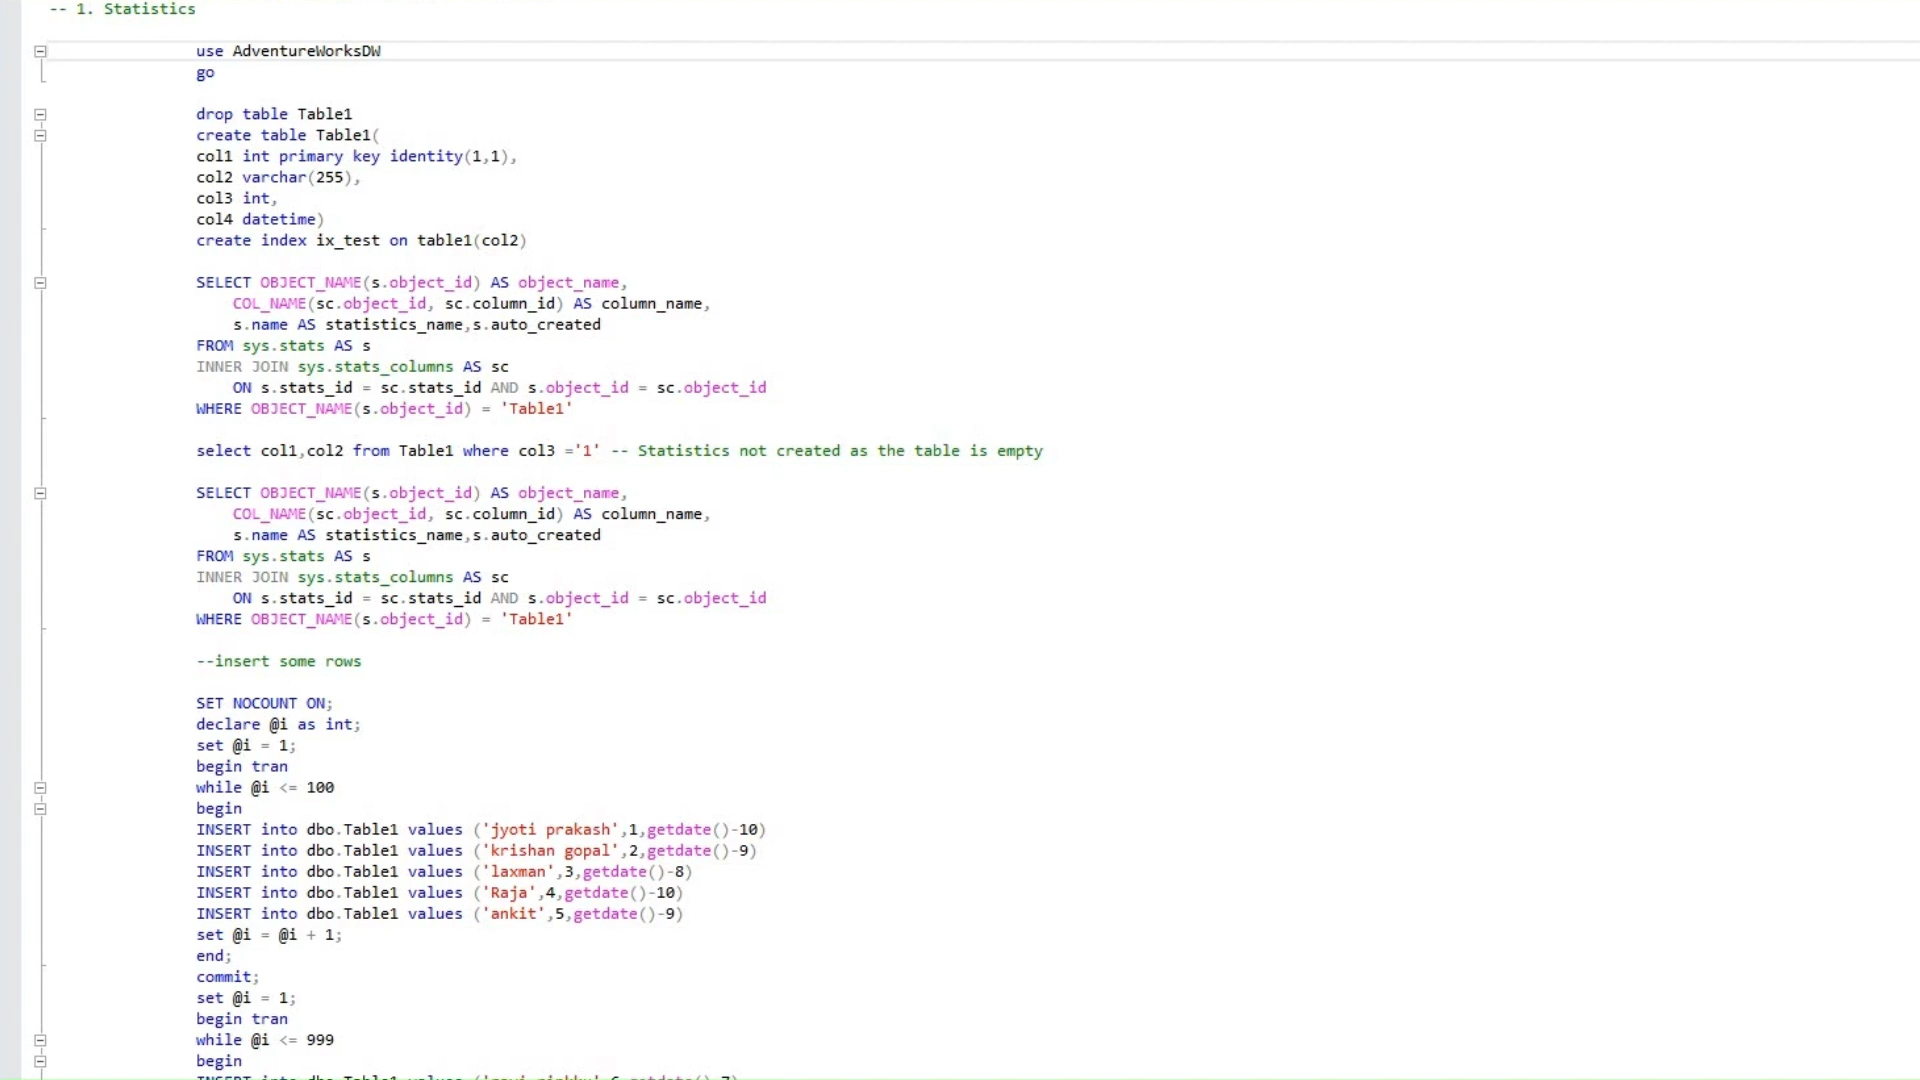 -- 1. Statistics
use AdventureWorksDW
go
drop table Table1
create table Table1(
col1 int primary key identity(1,1),
col2 varchar(255),
col3 int,
col4 datetime)
create index ix_test on table1(col2)
SELECT OBJECT_NAME(s.object_id) AS object_name,
COL_NAME(sc.object_id, sc.column_id) AS column_name,
s.name AS statistics_name,s.auto_created
FROM sys.stats AS s
INNER JOIN sys.stats_columns AS sc
ON s.stats_id = sc.stats_id AND s.object_id = sc.object_id
WHERE OBJECT_NAME(s.object_id) = 'Table1'
select col1,col2 from Table1 where col3 ='1' -- Statistics not created as the table is empty
SELECT OBJECT_NAME(s.object_id) AS object_name,
COL_NAME(sc.object_id, sc.column_id) AS column_name,
s.name AS statistics_name,s.auto_created
FROM sys.stats AS s
INNER JOIN sys.stats_columns AS sc
ON s.stats_id = sc.stats_id AND s.object_id = sc.object_id
WHERE OBJECT_NAME(s.object_id) = 'Table1'
--insert some rows
SET NOCOUNT ON;
declare @i as int;
set @i = 1;
begin tran
while @i <= 100
begin
INSERT into dbo.Table1 values ('jyoti prakash',1,getdate()-10)
INSERT into dbo.Table1 values ('krishan gopal',2,getdate()-9)
INSERT into dbo.Table1 values ('laxman',3,getdate()-8)
INSERT into dbo.Table1 values ('Raja',4,getdate()-10)
INSERT into dbo.Table1 values ('ankit',5,getdate()-9)
set @i = @i + 1;
end;
commit;
set @i = 1;
begin tran
while @i <= 999
begin
INSERT into dbo.Table1 values